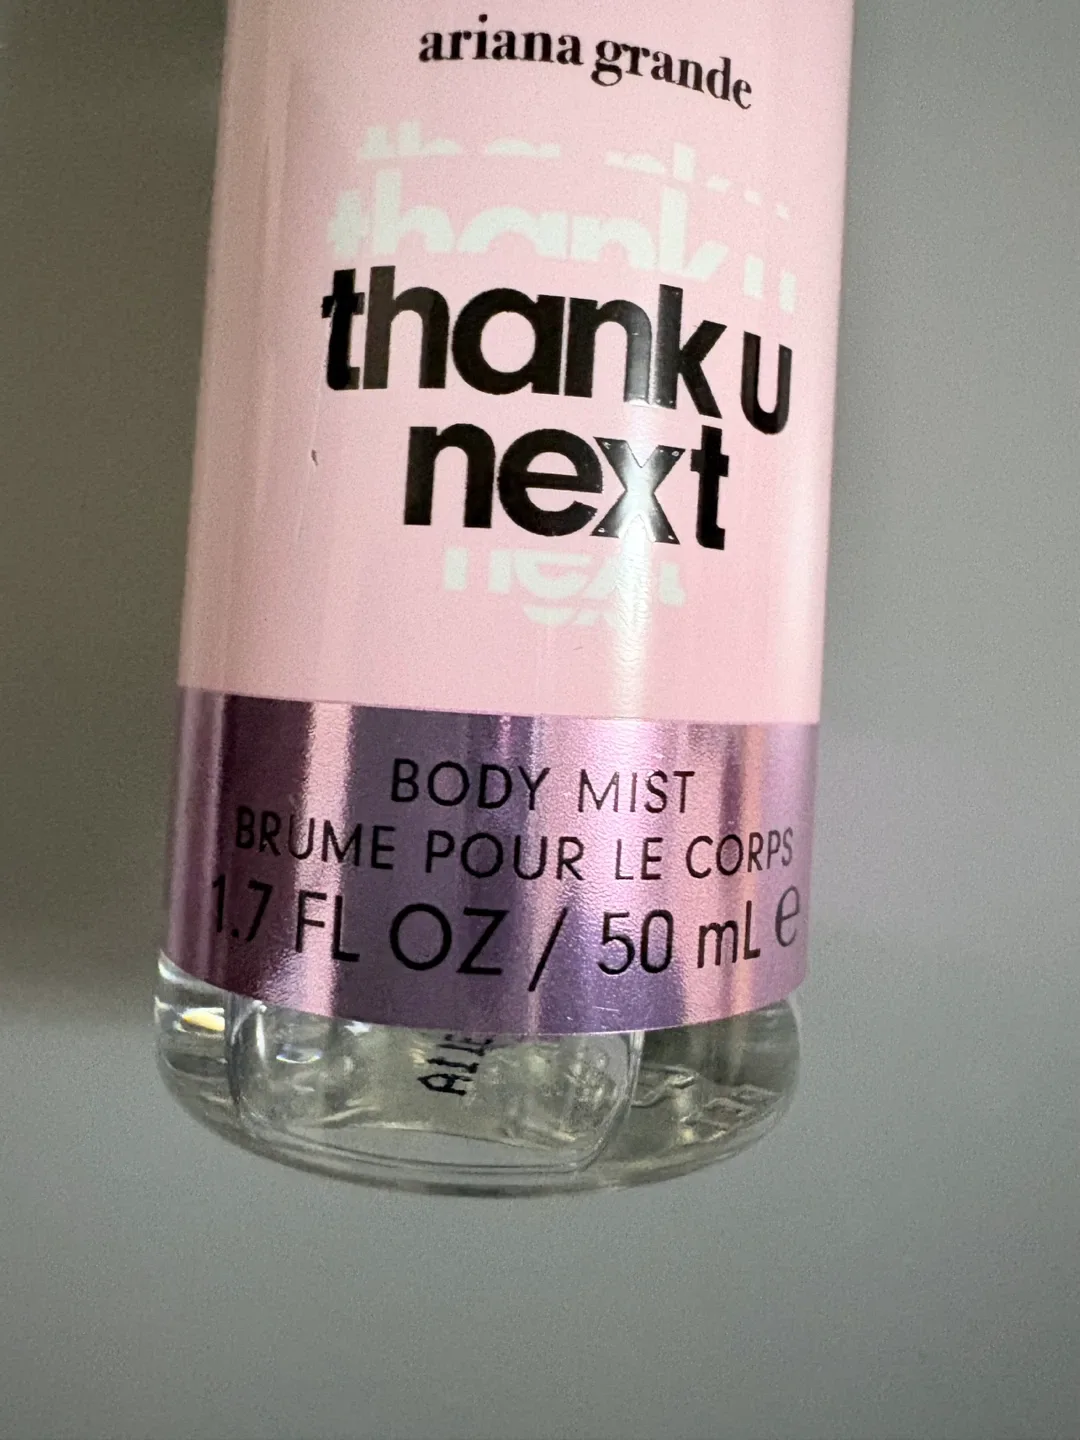 ariana grande
thank u
next
BODY MIST
BRUME POUR LE CORPS
1.7 FL OZ / 50 mL e